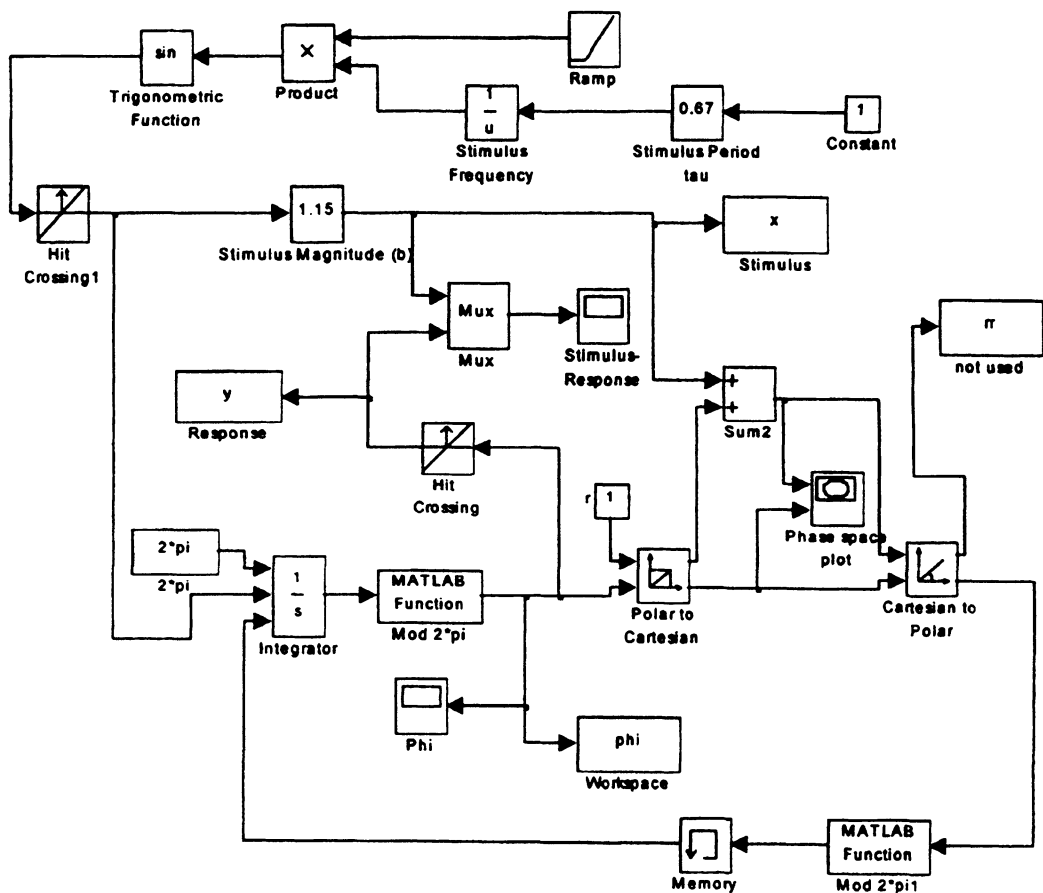 sin
Trigonometric
Function
×
Product
Ramp
1
u
Stimulus
Frequency
0.67
Stimulus Period
tau
1
Constant
Hit
Crossing1
1.15
Stimulus Magnitude (b)
x
Stimulus
Mux
Mux
Stimulus-
Response
rr
not used
y
Response
Hit
Crossing
+
+
Sum2
r
1
Phase space
plot
2*pi
2*pi
1
s
Integrator
MATLAB
Function
Mod 2*pi
Polar to
Cartesian
Cartesian to
Polar
Phi
phi
Workspace
Memory
MATLAB
Function
Mod 2*pi1